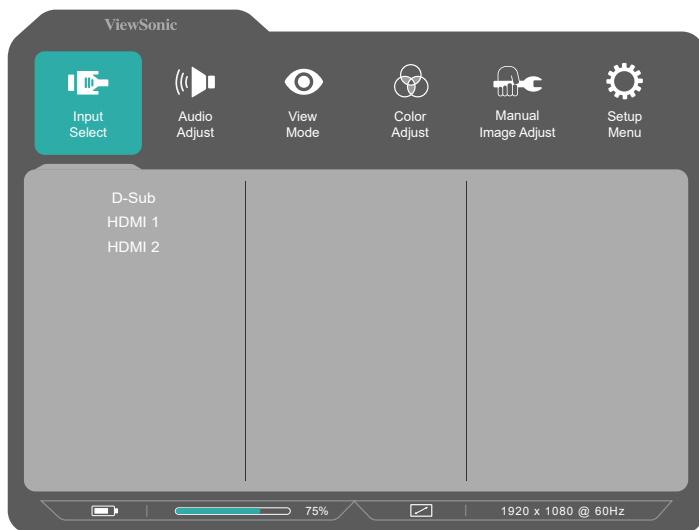 ViewSonic
Input Select
Audio Adjust
View Mode
Color Adjust
Manual Image Adjust
Setup Menu
D-Sub
HDMI 1
HDMI 2
75%
1920 x 1080 @ 60Hz